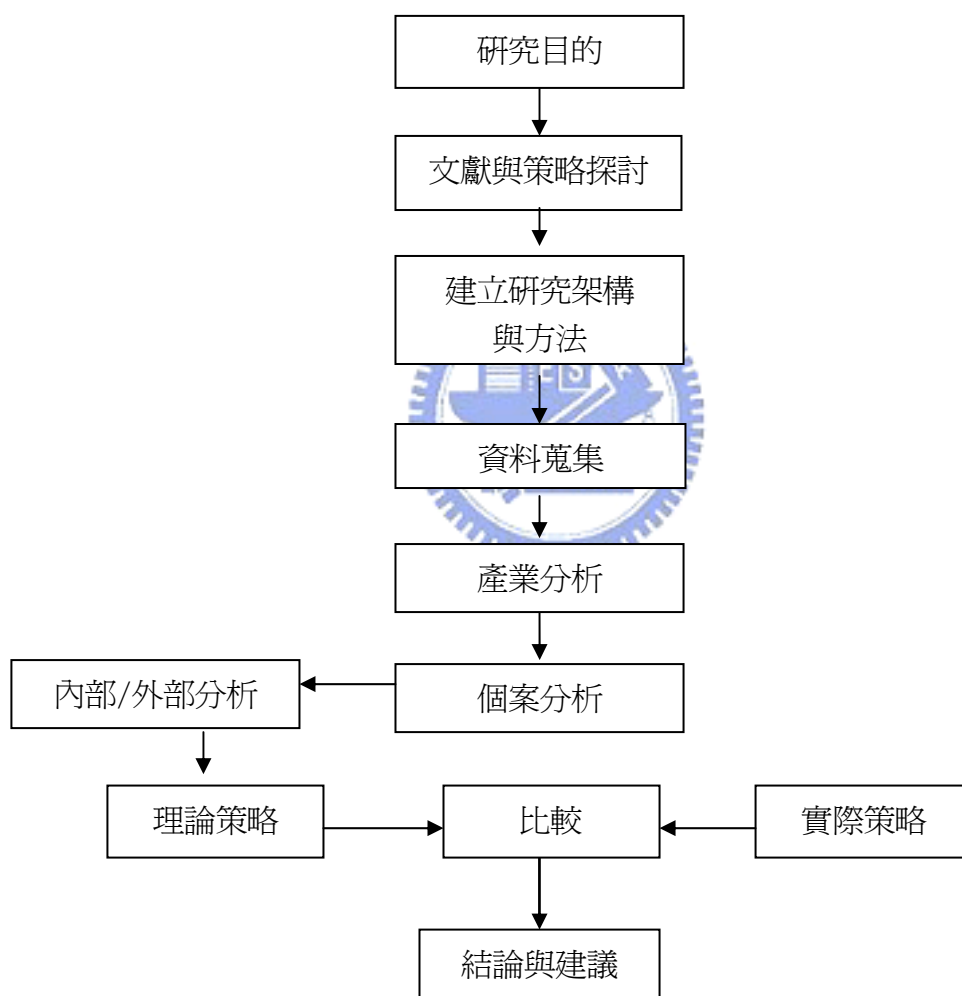 研究目的
文獻與策略探討
建立研究架構
與方法
資料蒐集
產業分析
內部/外部分析
個案分析
理論策略
比較
實際策略
結論與建議